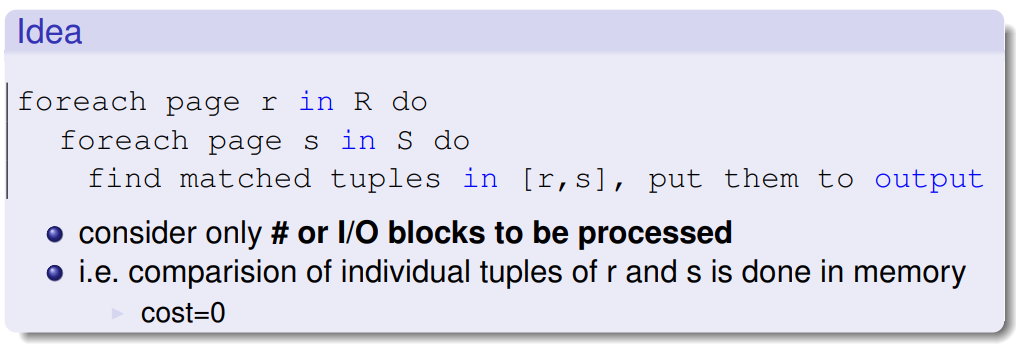 Idea
foreach page r in R do
foreach page s in S do
find matched tuples in [r,s], put them to output
consider only # or I/O blocks to be processed
i.e. comparision of individual tuples of r and s is done in memory
cost=0